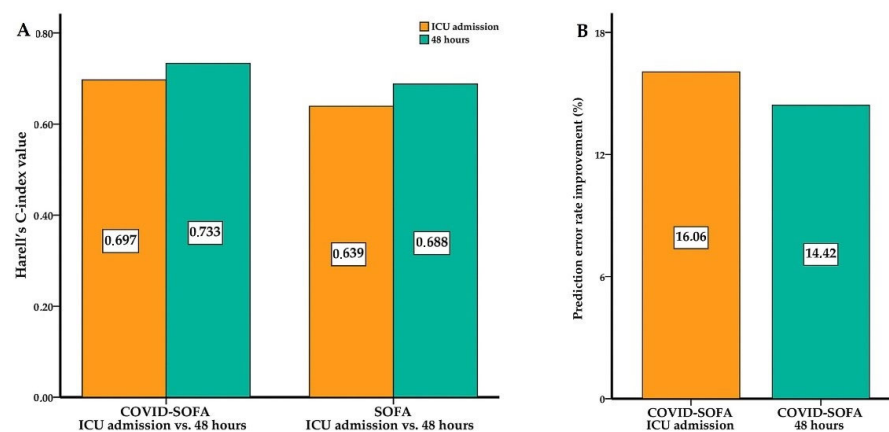 A
ICU admission
48 hours
Harell's C-index value
0.80
0.60
0.40
0.20
0.00
0.697
0.733
0.639
0.688
COVID-SOFA
ICU admission vs. 48 hours
SOFA
ICU admission vs. 48 hours
B
Prediction error rate improvement (%)
18
12
6
0
16.06
14.42
COVID-SOFA
ICU admission
COVID-SOFA
48 hours